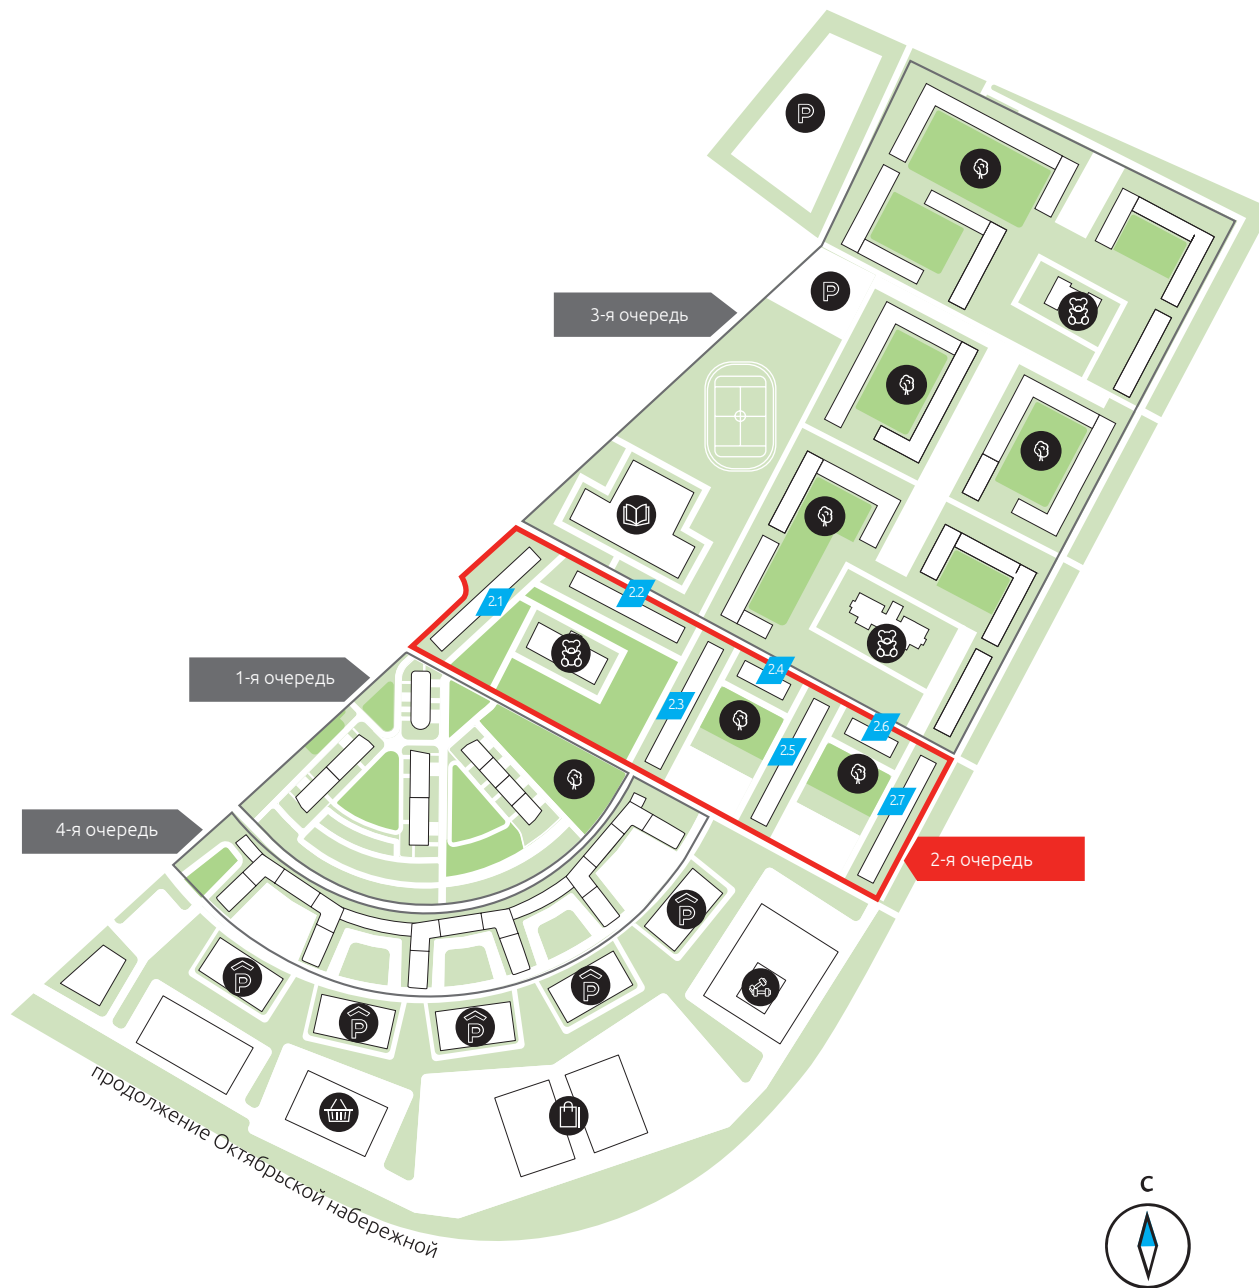 P
P
3-я очередь
2.1
2.2
2.3
2.4
2.5
2.6
2.7
1-я очередь
4-я очередь
2-я очередь
P
P
P
P
P
продолжение Октябрьской набережной
С